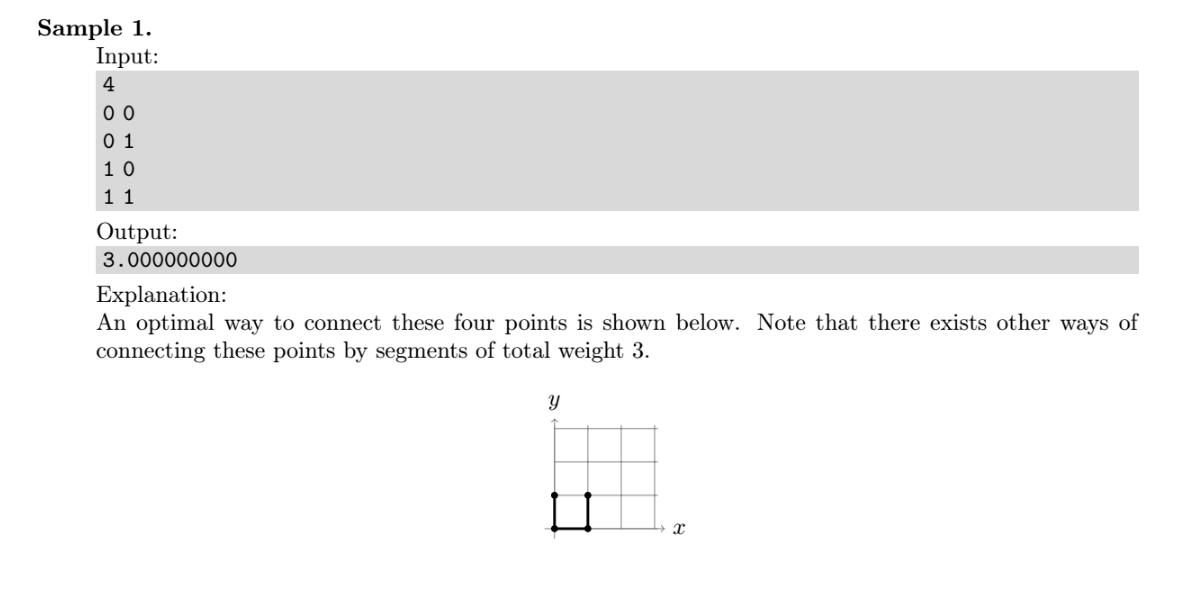 Sample 1.
Input:
4
0 0
0 1
1 0
1 1
Output:
3.000000000
Explanation:
An optimal way to connect these four points is shown below. Note that there exists other ways of
connecting these points by segments of total weight 3.
y
x